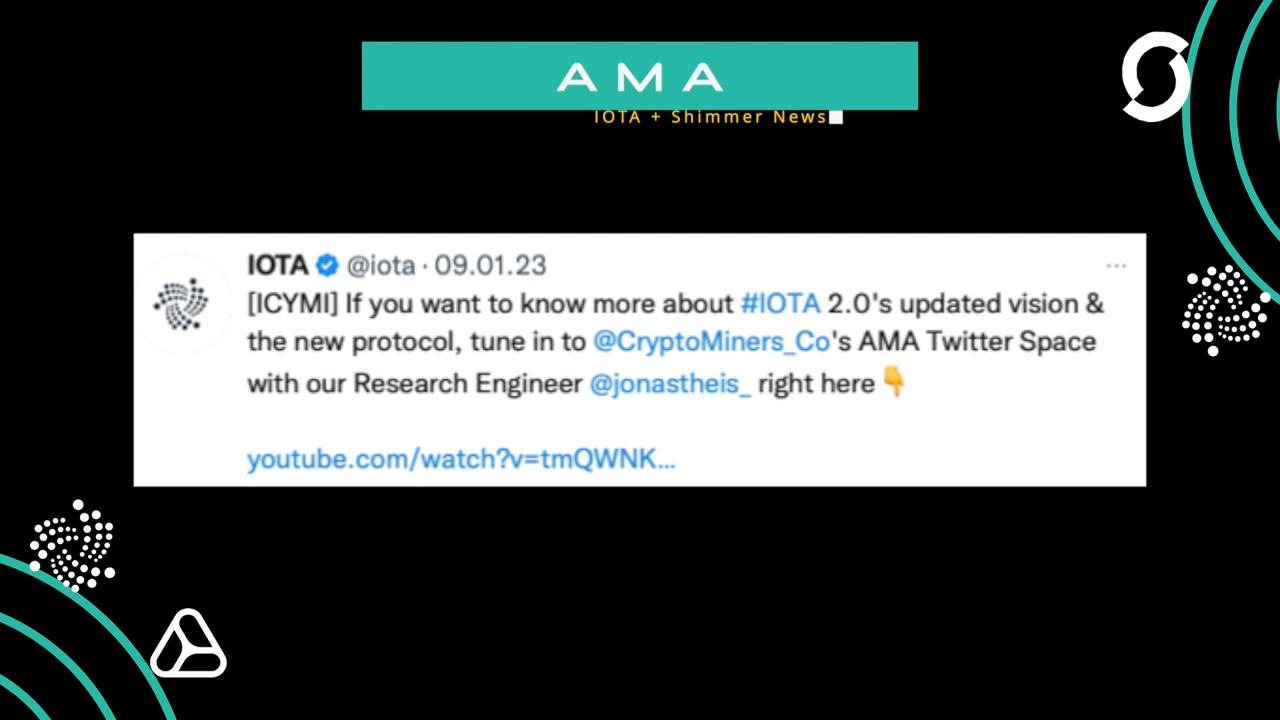 AMA
IOTA + Shimmer News
IOTA @iota · 09.01.23
[ICYMI] If you want to know more about #IOTA 2.0's updated vision &
the new protocol, tune in to @CryptoMiners_Co's AMA Twitter Space
with our Research Engineer @jonastheis_ right here👇
youtube.com/watch?v=tmQWNK...